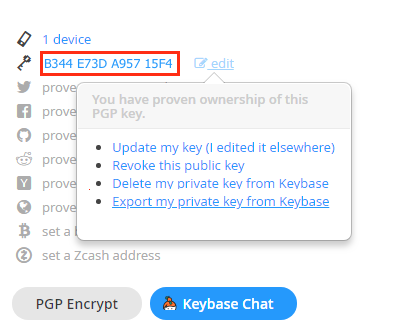 1 device
B344 E73D A957 15F4 edit
prove
You have proven ownership of this
PGP key.
prove
prove
Update my key (I edited it elsewhere)
prove
Revoke this public key
prove
Delete my private key from Keybase
prove
Export my private key from Keybase
set a
set a Zcash address
PGP Encrypt
Keybase Chat